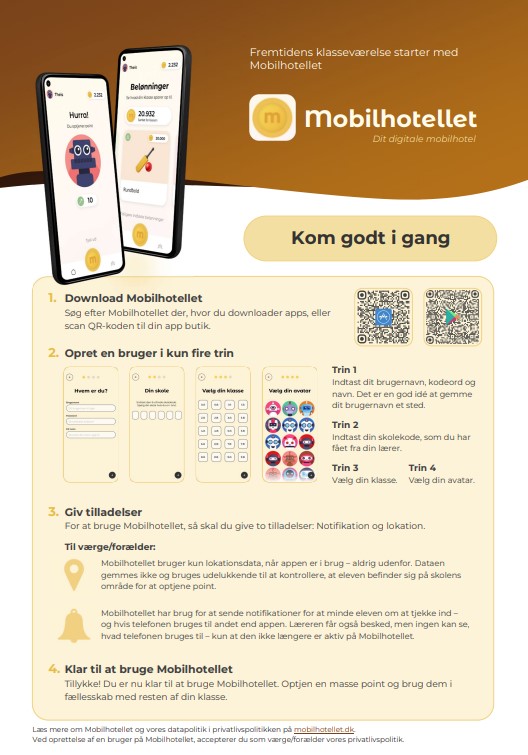 Fremtidens klasseværelse starter med
Mobilhotellet
Mobilhotellet
Dit digitale mobilhotel
Theis
2.252
Hurra!
10
Theis
2.252
Belønninger
20.932
Rundbold
m
Kom godt i gang
1. Download Mobilhotellet
Søg efter Mobilhotellet der, hvor du downloader apps, eller
scan QR-koden til din app butik.
2. Opret en bruger i kun fire trin
Hvem er du?
Din skole
Vælg din klasse
Vælg din avatar
Trin 1
Indtast dit brugernavn, kodeord og
navn. Det er en god idé at gemme
dit brugernavn et sted.
Trin 2
Indtast din skolekode, som du har
fået fra din lærer.
Trin 3
Vælg din klasse.
Trin 4
Vælg din avatar.
3. Giv tilladelser
For at bruge Mobilhotellet, så skal du give to tilladelser: Notifikation og lokation.
Til værge/forælder:
Mobilhotellet bruger kun lokationsdata, når appen er i brug – aldrig udenfor. Dataen
gemmes ikke og bruges udelukkende til at kontrollere, at eleven befinder sig på skolens
område for at optjene point.
Mobilhotellet har brug for at sende notifikationer for at minde eleven om at tjekke ind –
og hvis telefonen bruges til andet end appen. Læreren får også besked, men ingen kan se,
hvad telefonen bruges til – kun at den ikke længere er aktiv på Mobilhotellet.
4. Klar til at bruge Mobilhotellet
Tillykke! Du er nu klar til at bruge Mobilhotellet. Optjen en masse point og brug dem i
fællesskab med resten af din klasse.
Læs mere om Mobilhotellet og vores datapolitik i privatlivspolitikken på mobilhotellet.dk.
Ved oprettelse af en bruger på Mobilhotellet, accepterer du som værge/forælder vores privatlivspolitik.